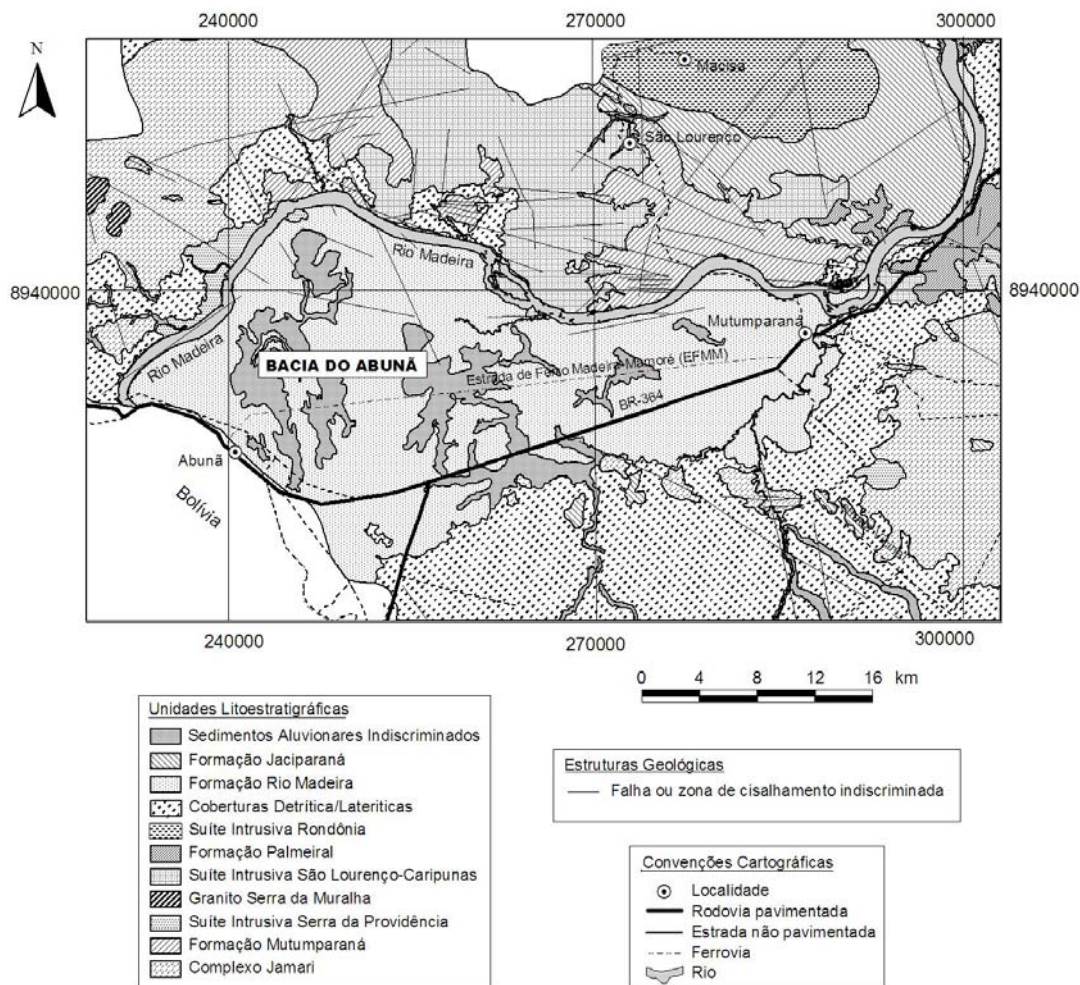 240000 270000 300000
N
Macisa
São Lourenço
Rio Madeira
8940000 8940000
Mutumparaná
Rio Madeira
BACIA DO ABUNÃ
Estrada de Ferro Madeira-Mamoré (EFMM)
BR-364
Abunã
Bolívia
240000 270000 300000
0 4 8 12 16 km
Unidades Litoestratigráficas
Sedimentos Aluvionares Indiscriminados
Formação Jaciparaná
Formação Rio Madeira
Coberturas Detrítica/Lateriticas
Suíte Intrusiva Rondônia
Formação Palmeiral
Suíte Intrusiva São Lourenço-Caripunas
Granito Serra da Muralha
Suíte Intrusiva Serra da Providência
Formação Mutumparaná
Complexo Jamari
Estruturas Geológicas
Falha ou zona de cisalhamento indiscriminada
Convenções Cartográficas
Localidade
Rodovia pavimentada
Estrada não pavimentada
Ferrovia
Rio